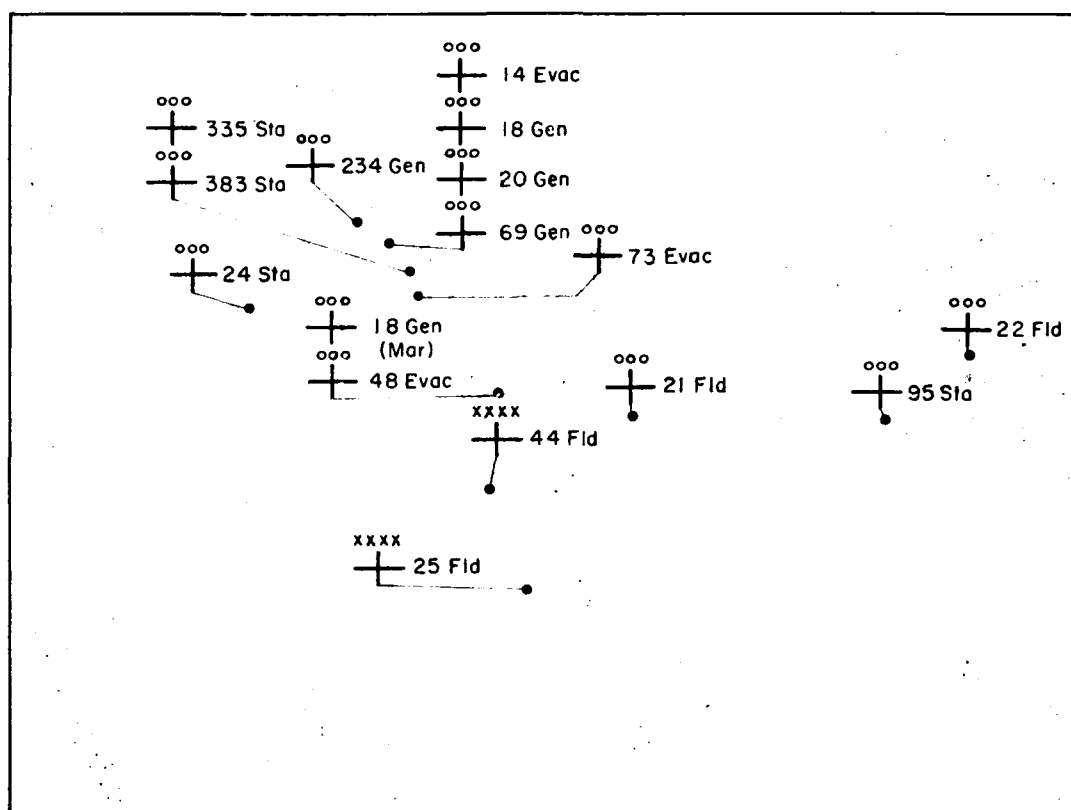 ooo
14 Evac
ooo
335 Sta
ooo
18 Gen
ooo
383 Sta
ooo
234 Gen
ooo
20 Gen
ooo
69 Gen
ooo
73 Evac
ooo
24 Sta
ooo
18 Gen
(Mar)
ooo
22 Fld
ooo
48 Evac
ooo
21 Fld
ooo
95 Sta
xxxx
44 Fld
xxxx
25 Fld